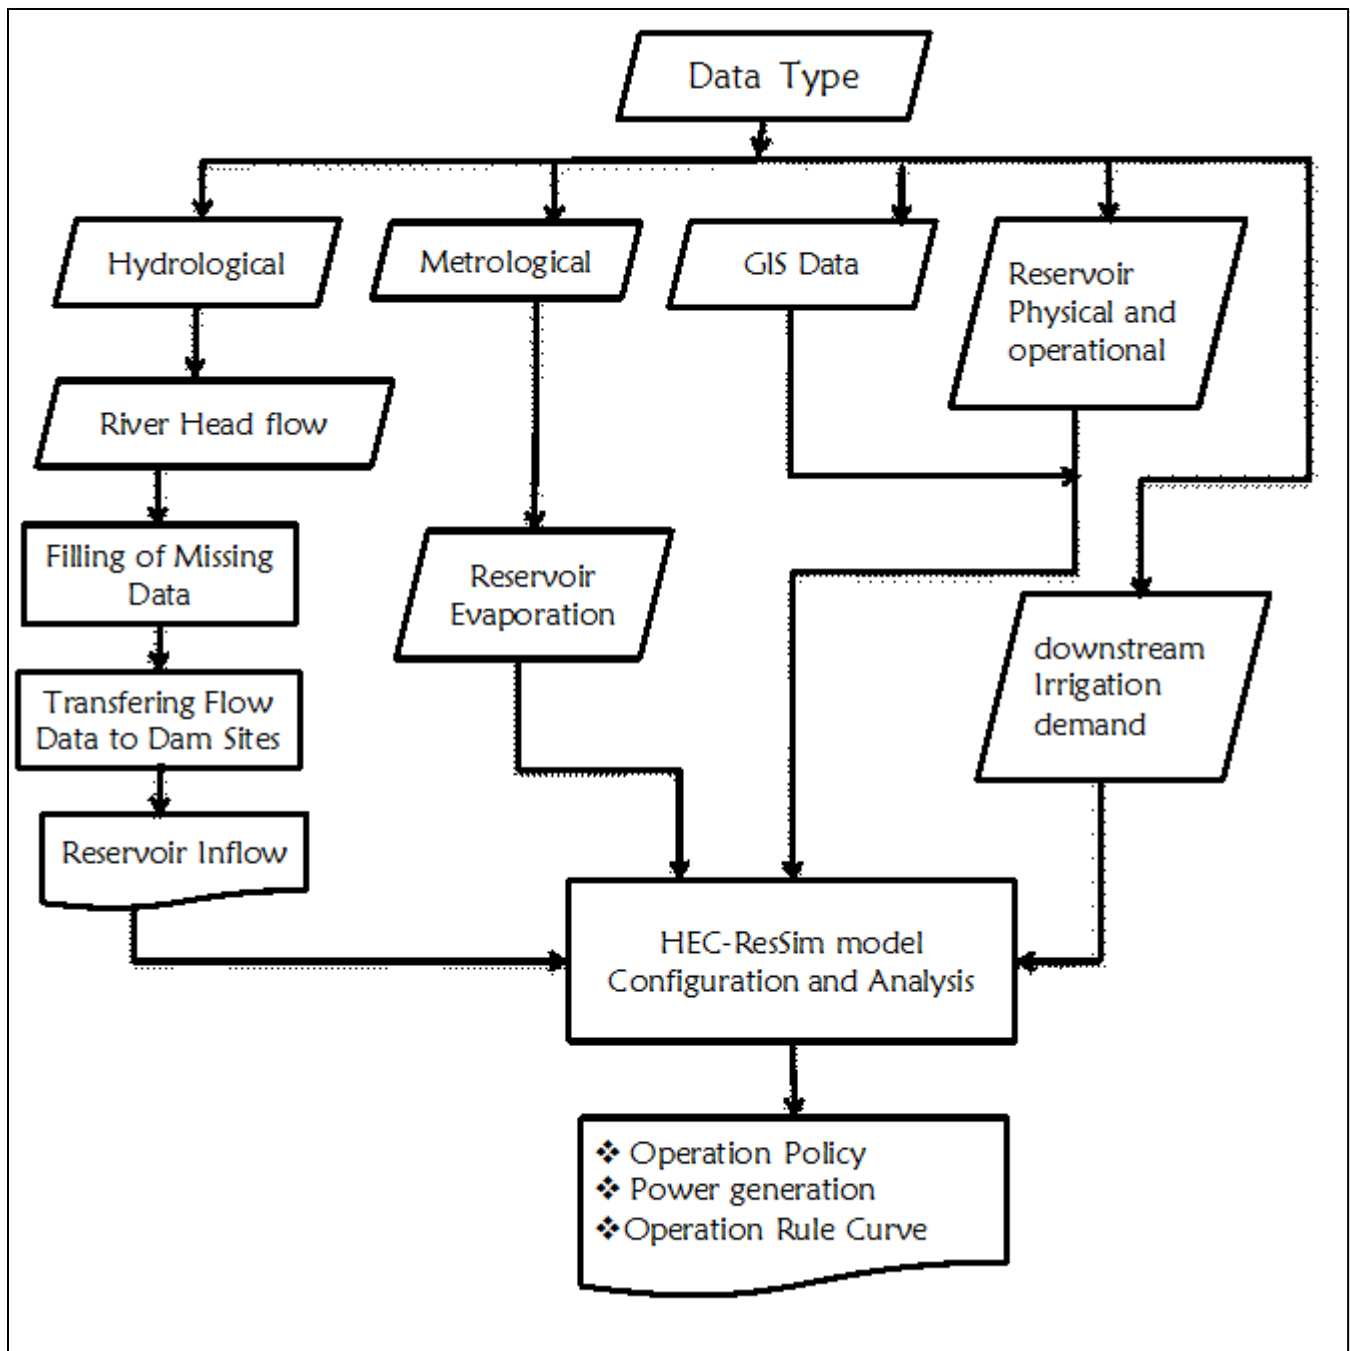 Data Type
Hydrological
Metrological
GIS Data
Reservoir
Physical and
operational
River Head flow
Filling of Missing
Data
Reservoir
Evaporation
downstream
Irrigation
demand
Transfering Flow
Data to Dam Sites
Reservoir Inflow
HEC-ResSim model
Configuration and Analysis
❖ Operation Policy
❖ Power generation
❖ Operation Rule Curve